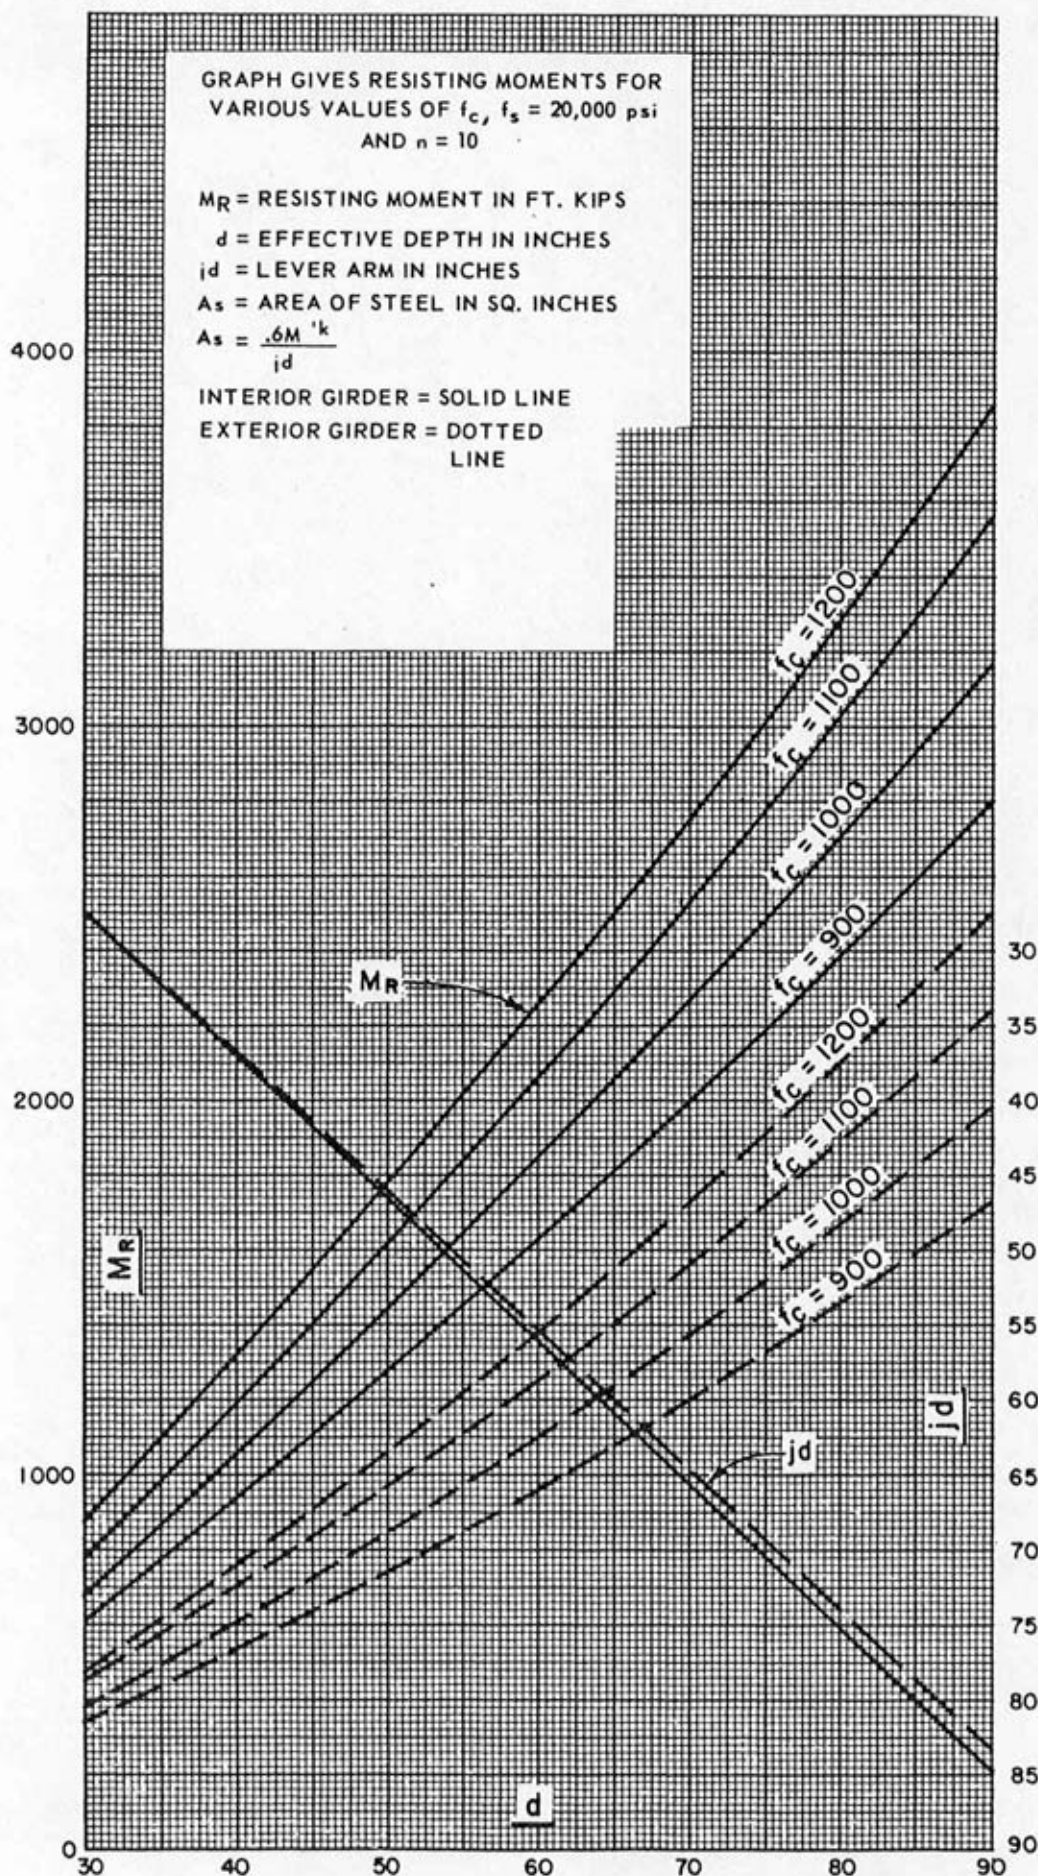 GRAPH GIVES RESISTING MOMENTS FOR
VARIOUS VALUES OF fc, fs = 20,000 psi
AND n = 10
MR = RESISTING MOMENT IN FT. KIPS
d = EFFECTIVE DEPTH IN INCHES
jd = LEVER ARM IN INCHES
As = AREA OF STEEL IN SQ. INCHES
As = .6M 'k
jd
INTERIOR GIRDER = SOLID LINE
EXTERIOR GIRDER = DOTTED
LINE
4000
3000
2000
1000
0
MR
MR
fc = 1200
fc = 1100
fc = 1000
fc = 900
fc = 1200
fc = 1100
fc = 1000
fc = 900
30
35
40
45
50
55
60
65
70
75
80
85
90
jd
jd
d
30
40
50
60
70
80
90